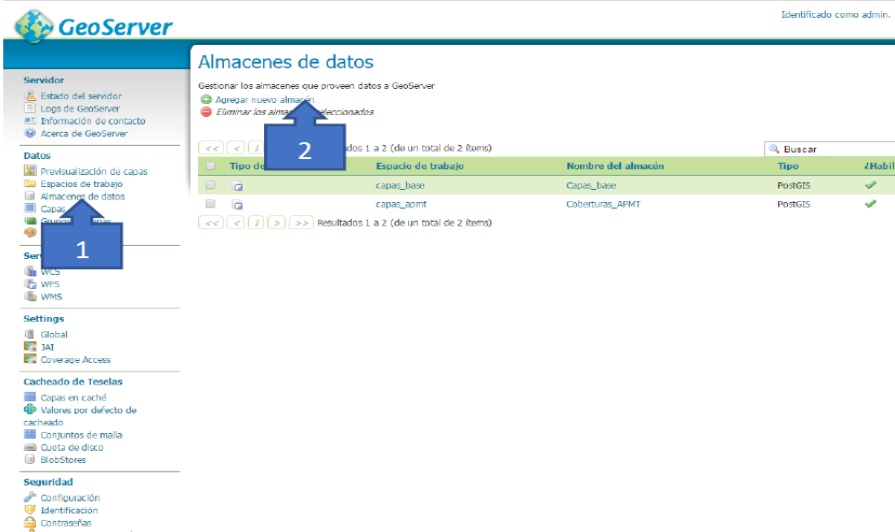 GeoServer
Identificado como admin.
Almacenes de datos
Gestionar los almacenes que proveen datos a GeoServer
Agregar nuevo almacén
Eliminar los seleccionados
<< < 1 dos 1 a 2 (de un total de 2 ítems)
Buscar
Tipo de Espacio de trabajo Nombre del almacén Tipo ¿Habil
capas_base Capas_base PostGIS
capas_apmt Coberturas_APMT PostGIS
<< < 1 > >> Resultados 1 a 2 (de un total de 2 ítems)
2
Servidor
Estado del servidor
Logs de GeoServer
Información de contacto
Acerca de GeoServer
Datos
Previsualización de capas
Espacios de trabajo
Almacenes de datos
Capas
1
WCS
WFS
WMS
Settings
Global
JAI
Coverage Access
Cacheado de Teselas
Capas en caché
Valores por defecto de
cacheado
Conjuntos de malla
Cuota de disco
BlobStores
Seguridad
Configuración
Identificación
Contraseñas